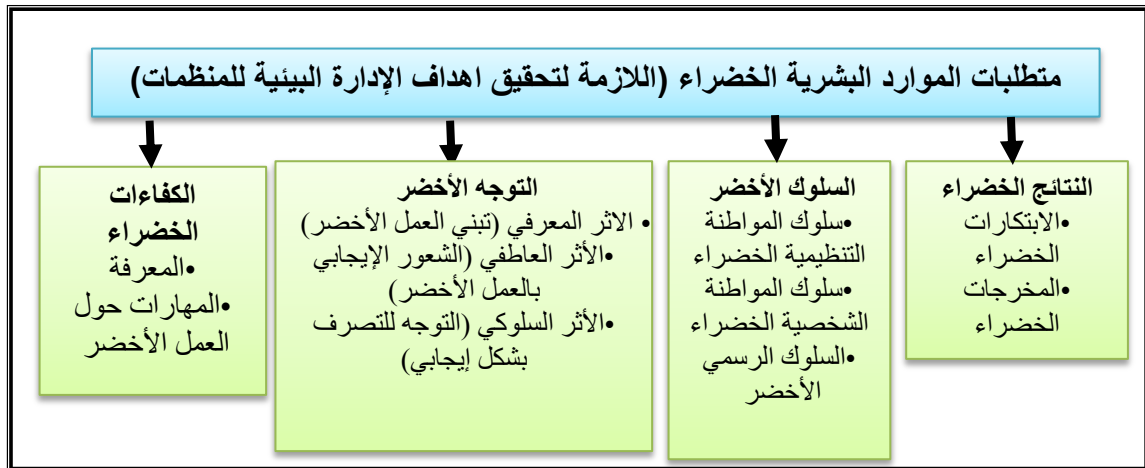 متطلبات الموارد البشرية الخضراء (اللازمة لتحقيق اهداف الإدارة البيئية للمنظمات)
النتائج الخضراء
•الابتكارات
الخضراء
•المخرجات
الخضراء
السلوك الأخضر
•سلوك المواطنة
التنظيمية الخضراء
•سلوك المواطنة
الشخصية الخضراء
•السلوك الرسمي
الأخضر
التوجه الأخضر
• الاثر المعرفي (تبني العمل الأخضر)
•الأثر العاطفي (الشعور الإيجابي
بالعمل الأخضر)
•الأثر السلوكي (التوجه للتصرف
بشكل إيجابي)
الكفاءات
الخضراء
•المعرفة
•المهارات حول
العمل الأخضر